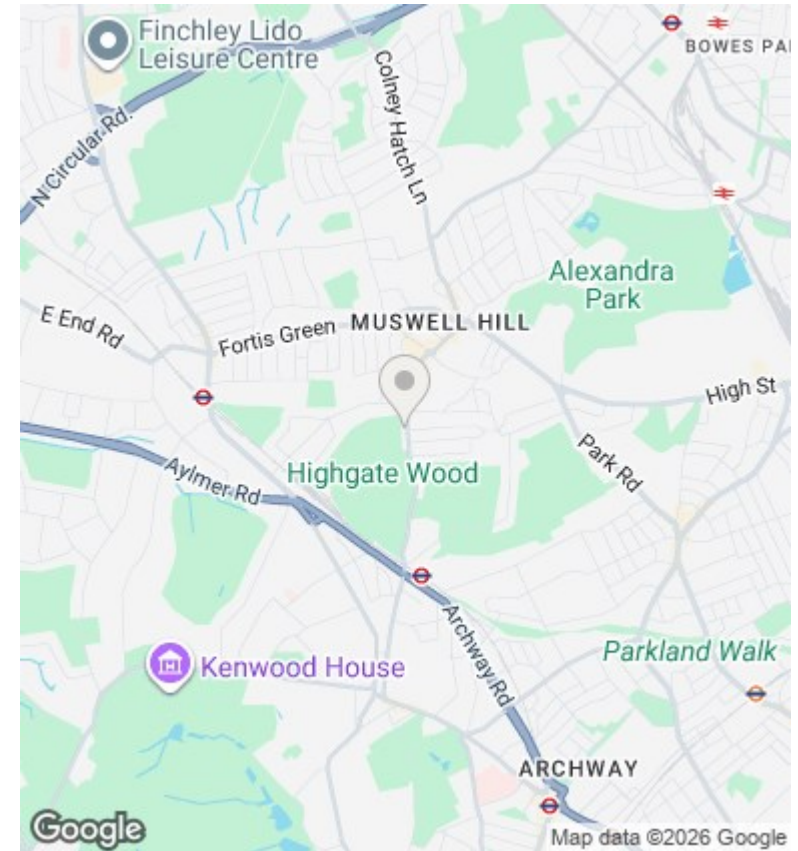 Finchley Lido
Leisure Centre
BOWES PA
Colney Hatch Ln
N Circular Rd.
Alexandra
Park
E End Rd
Fortis Green
MUSWELL HILL
High St
Park Rd
Aylmer Rd
Highgate Wood
Archway Rd
Parkland Walk
Kenwood House
ARCHWAY
Google
Map data ©2026 Google